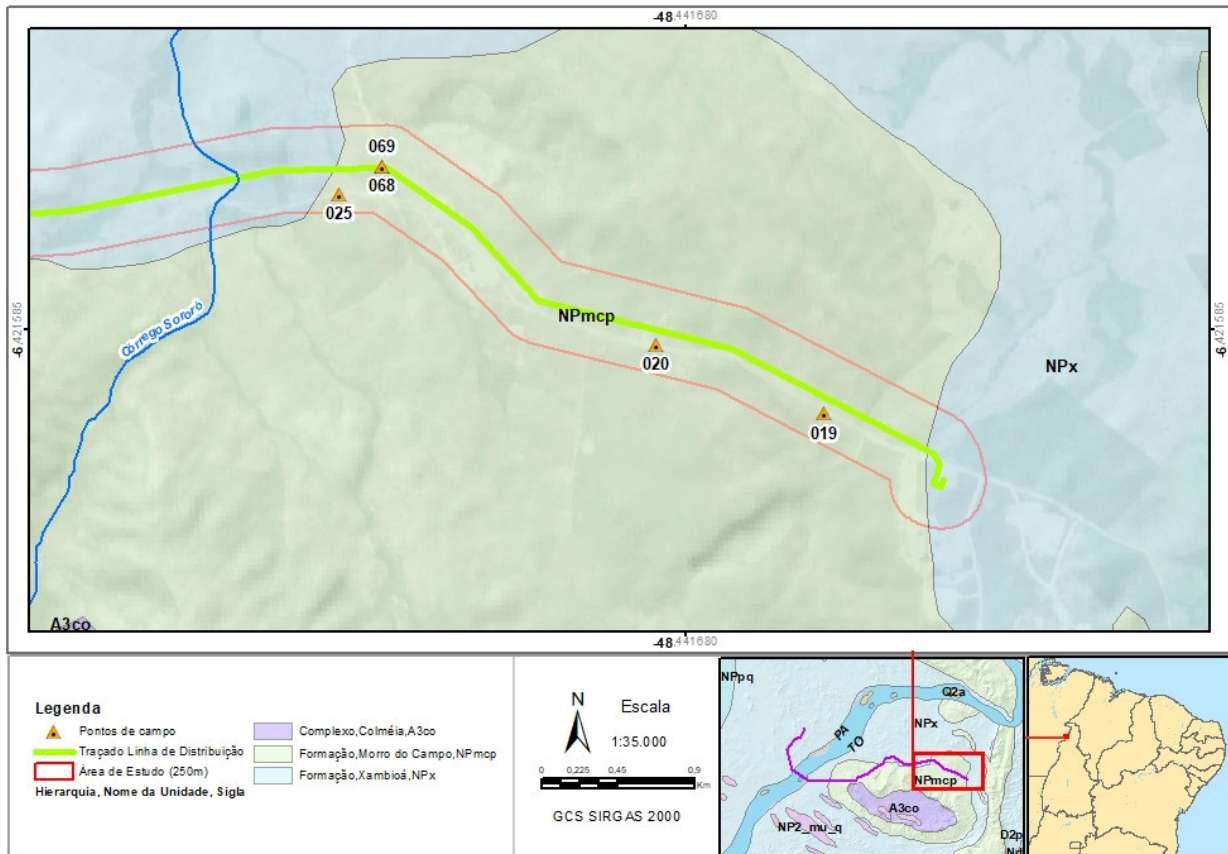 -48,441680
069
068
025
NPmcp
020
019
NPx
Córrego Sororó
-6,421585
-6,421585
A3co
-48,441680
Legenda
Pontos de campo
Traçado Linha de Distribuição
Área de Estudo (250m)
Hierarquia, Nome da Unidade, Sigla
Complexo,Colméia,A3co
Formação,Morro do Campo,NPmcp
Formação,Xambioá,NPx
N
Escala
1:35.000
0 0,225 0,45 0,9
Km
GCS SIRGAS 2000
NPpq
Q2a
NPx
PA
TO
NPmcp
A3co
NP2_mu_q
D2p